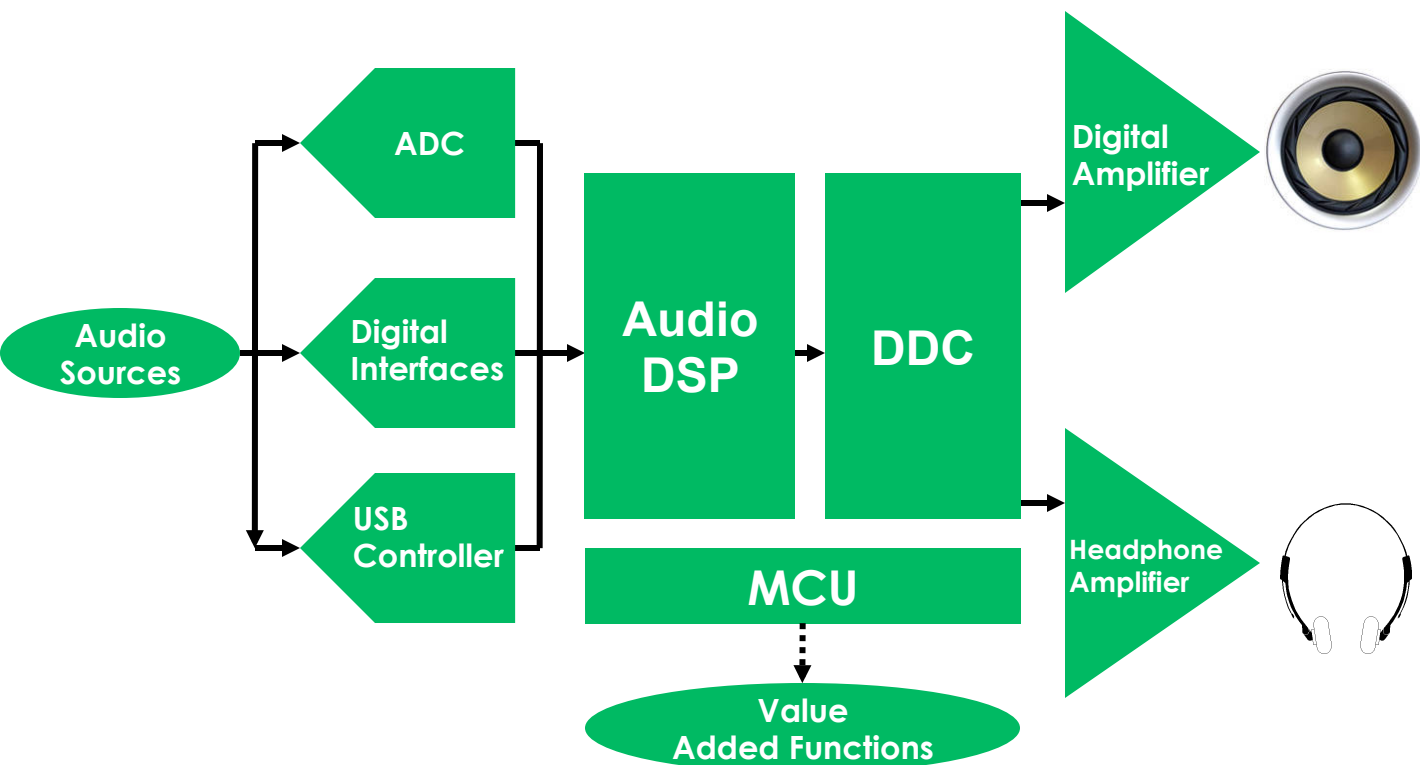 Audio
Sources
ADC
Digital
Interfaces
USB
Controller
Audio
DSP
DDC
MCU
Value
Added Functions
Digital
Amplifier
Headphone
Amplifier